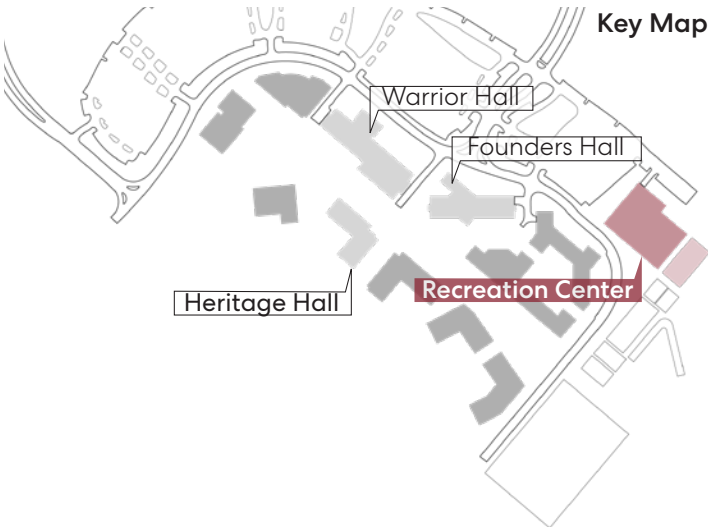 Key Map
Warrior Hall
Founders Hall
Recreation Center
Heritage Hall